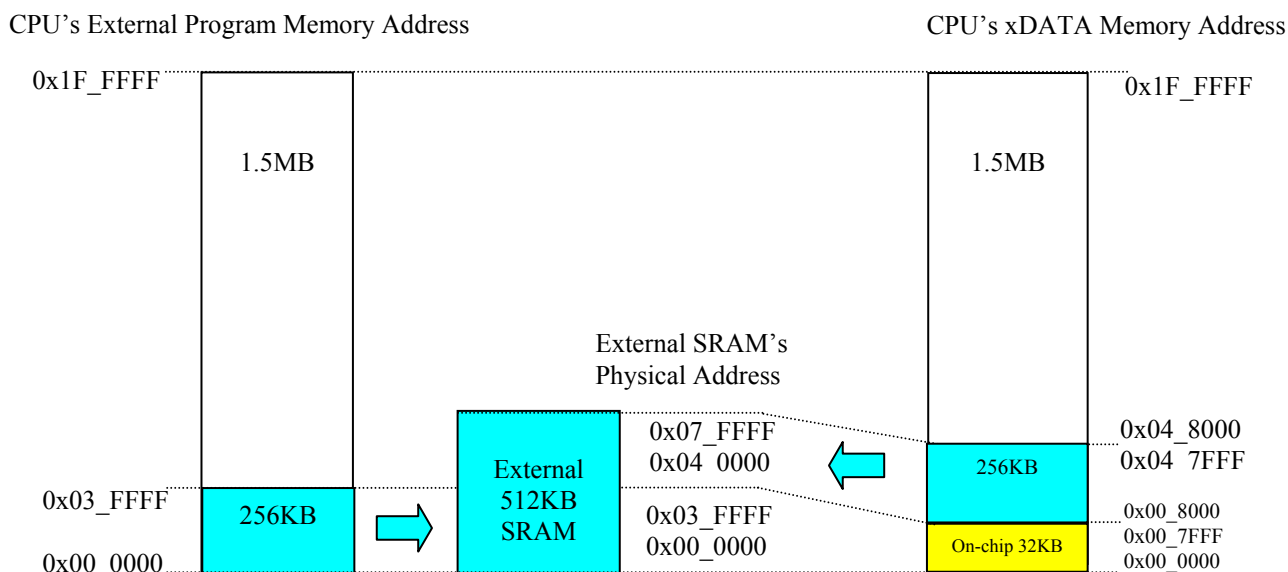 CPU's External Program Memory Address
CPU's xDATA Memory Address
0x1F_FFFF
0x1F_FFFF
1.5MB
1.5MB
External SRAM's
Physical Address
0x07_FFFF
0x04_0000
0x04_8000
0x04_7FFF
External
512KB
SRAM
256KB
0x03_FFFF
256KB
0x03_FFFF
0x00_0000
0x00_8000
0x00_7FFF
0x00_0000
On-chip 32KB
0x00_0000